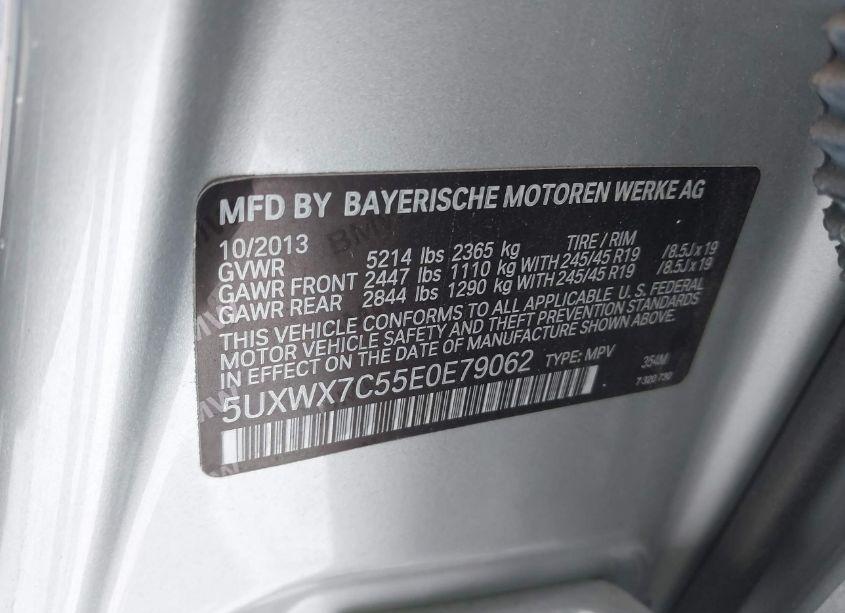 MFD BY BAYERISCHE MOTOREN WERKE AG
10/2013 TIRE / RIM
GVWR 5214 lbs 2365 kg
GAWR FRONT 2447 lbs 1110 kg WITH 245/45 R19 /8.5J x 19
GAWR REAR 2844 lbs 1290 kg WITH 245/45 R19 /8.5J x 19
THIS VEHICLE CONFORMS TO ALL APPLICABLE U.S. FEDERAL
MOTOR VEHICLE SAFETY AND THEFT PREVENTION STANDARDS
IN EFFECT ON THE DATE OF MANUFACTURE SHOWN ABOVE.
5UXWX7C55E0E79062 TYPE: MPV 354M
7 320 730